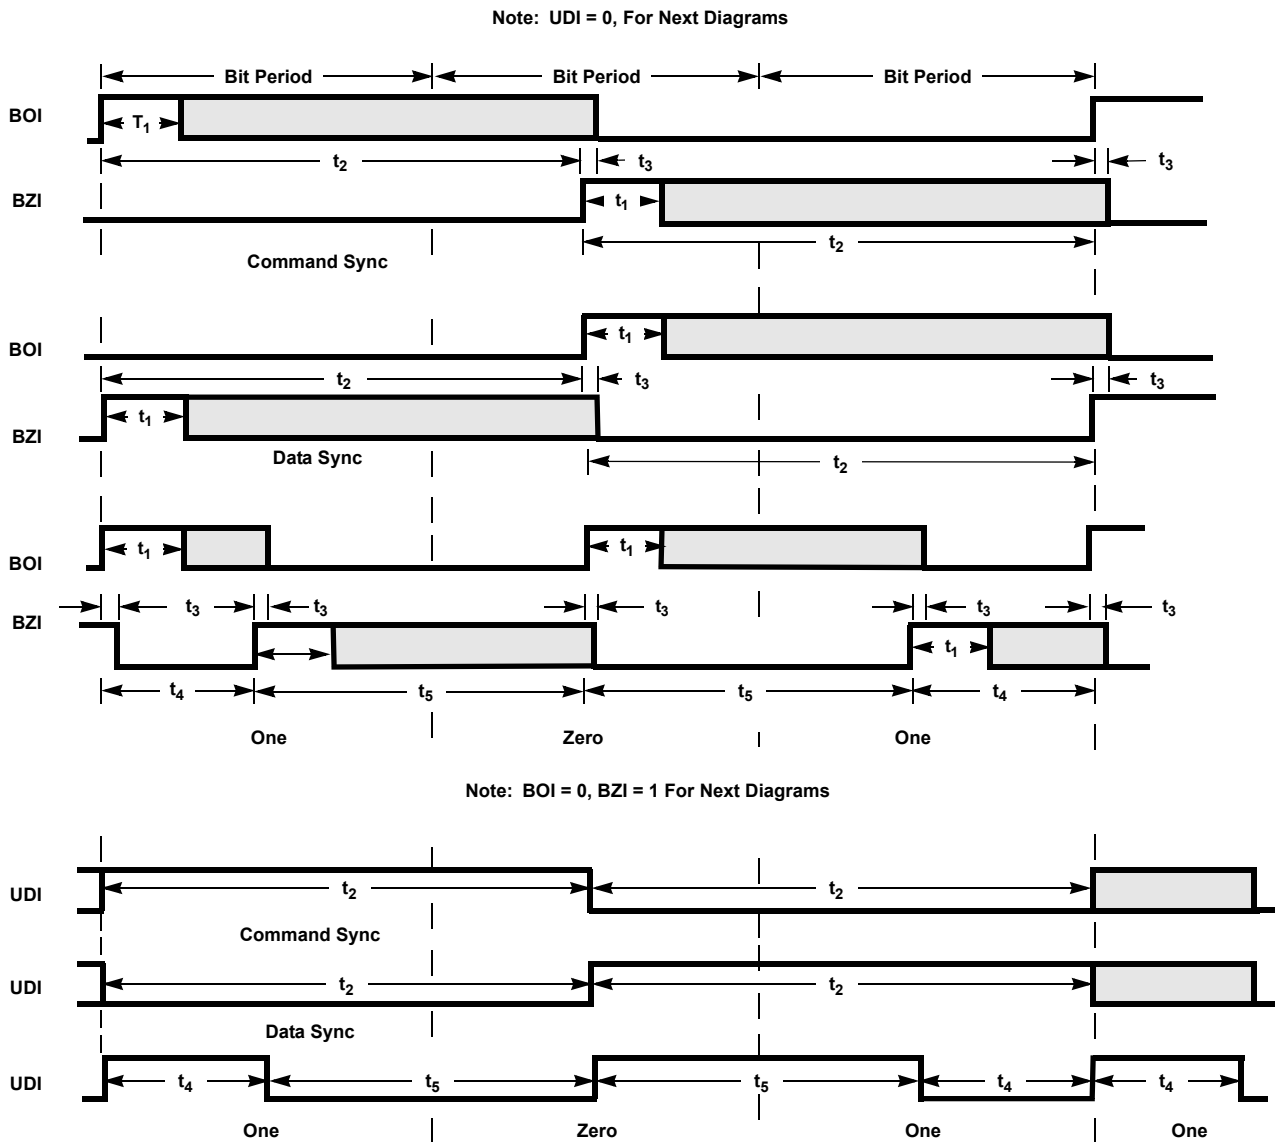 Note: UDI = 0, For Next Diagrams
Bit Period Bit Period Bit Period
BOI
T1
t2 t3 t3
BZI
t1
t2
Command Sync
BOI
t1
t2 t3 t3
BZI
t1
Data Sync
t2
BOI
t1 t1
t3 t3 t3 t3 t3
BZI
t1
t4 t5 t5 t4
One Zero One
Note: BOI = 0, BZI = 1 For Next Diagrams
UDI
t2 t2
Command Sync
UDI
t2 t2
Data Sync
UDI
t4 t5 t5 t4 t4
One Zero One One